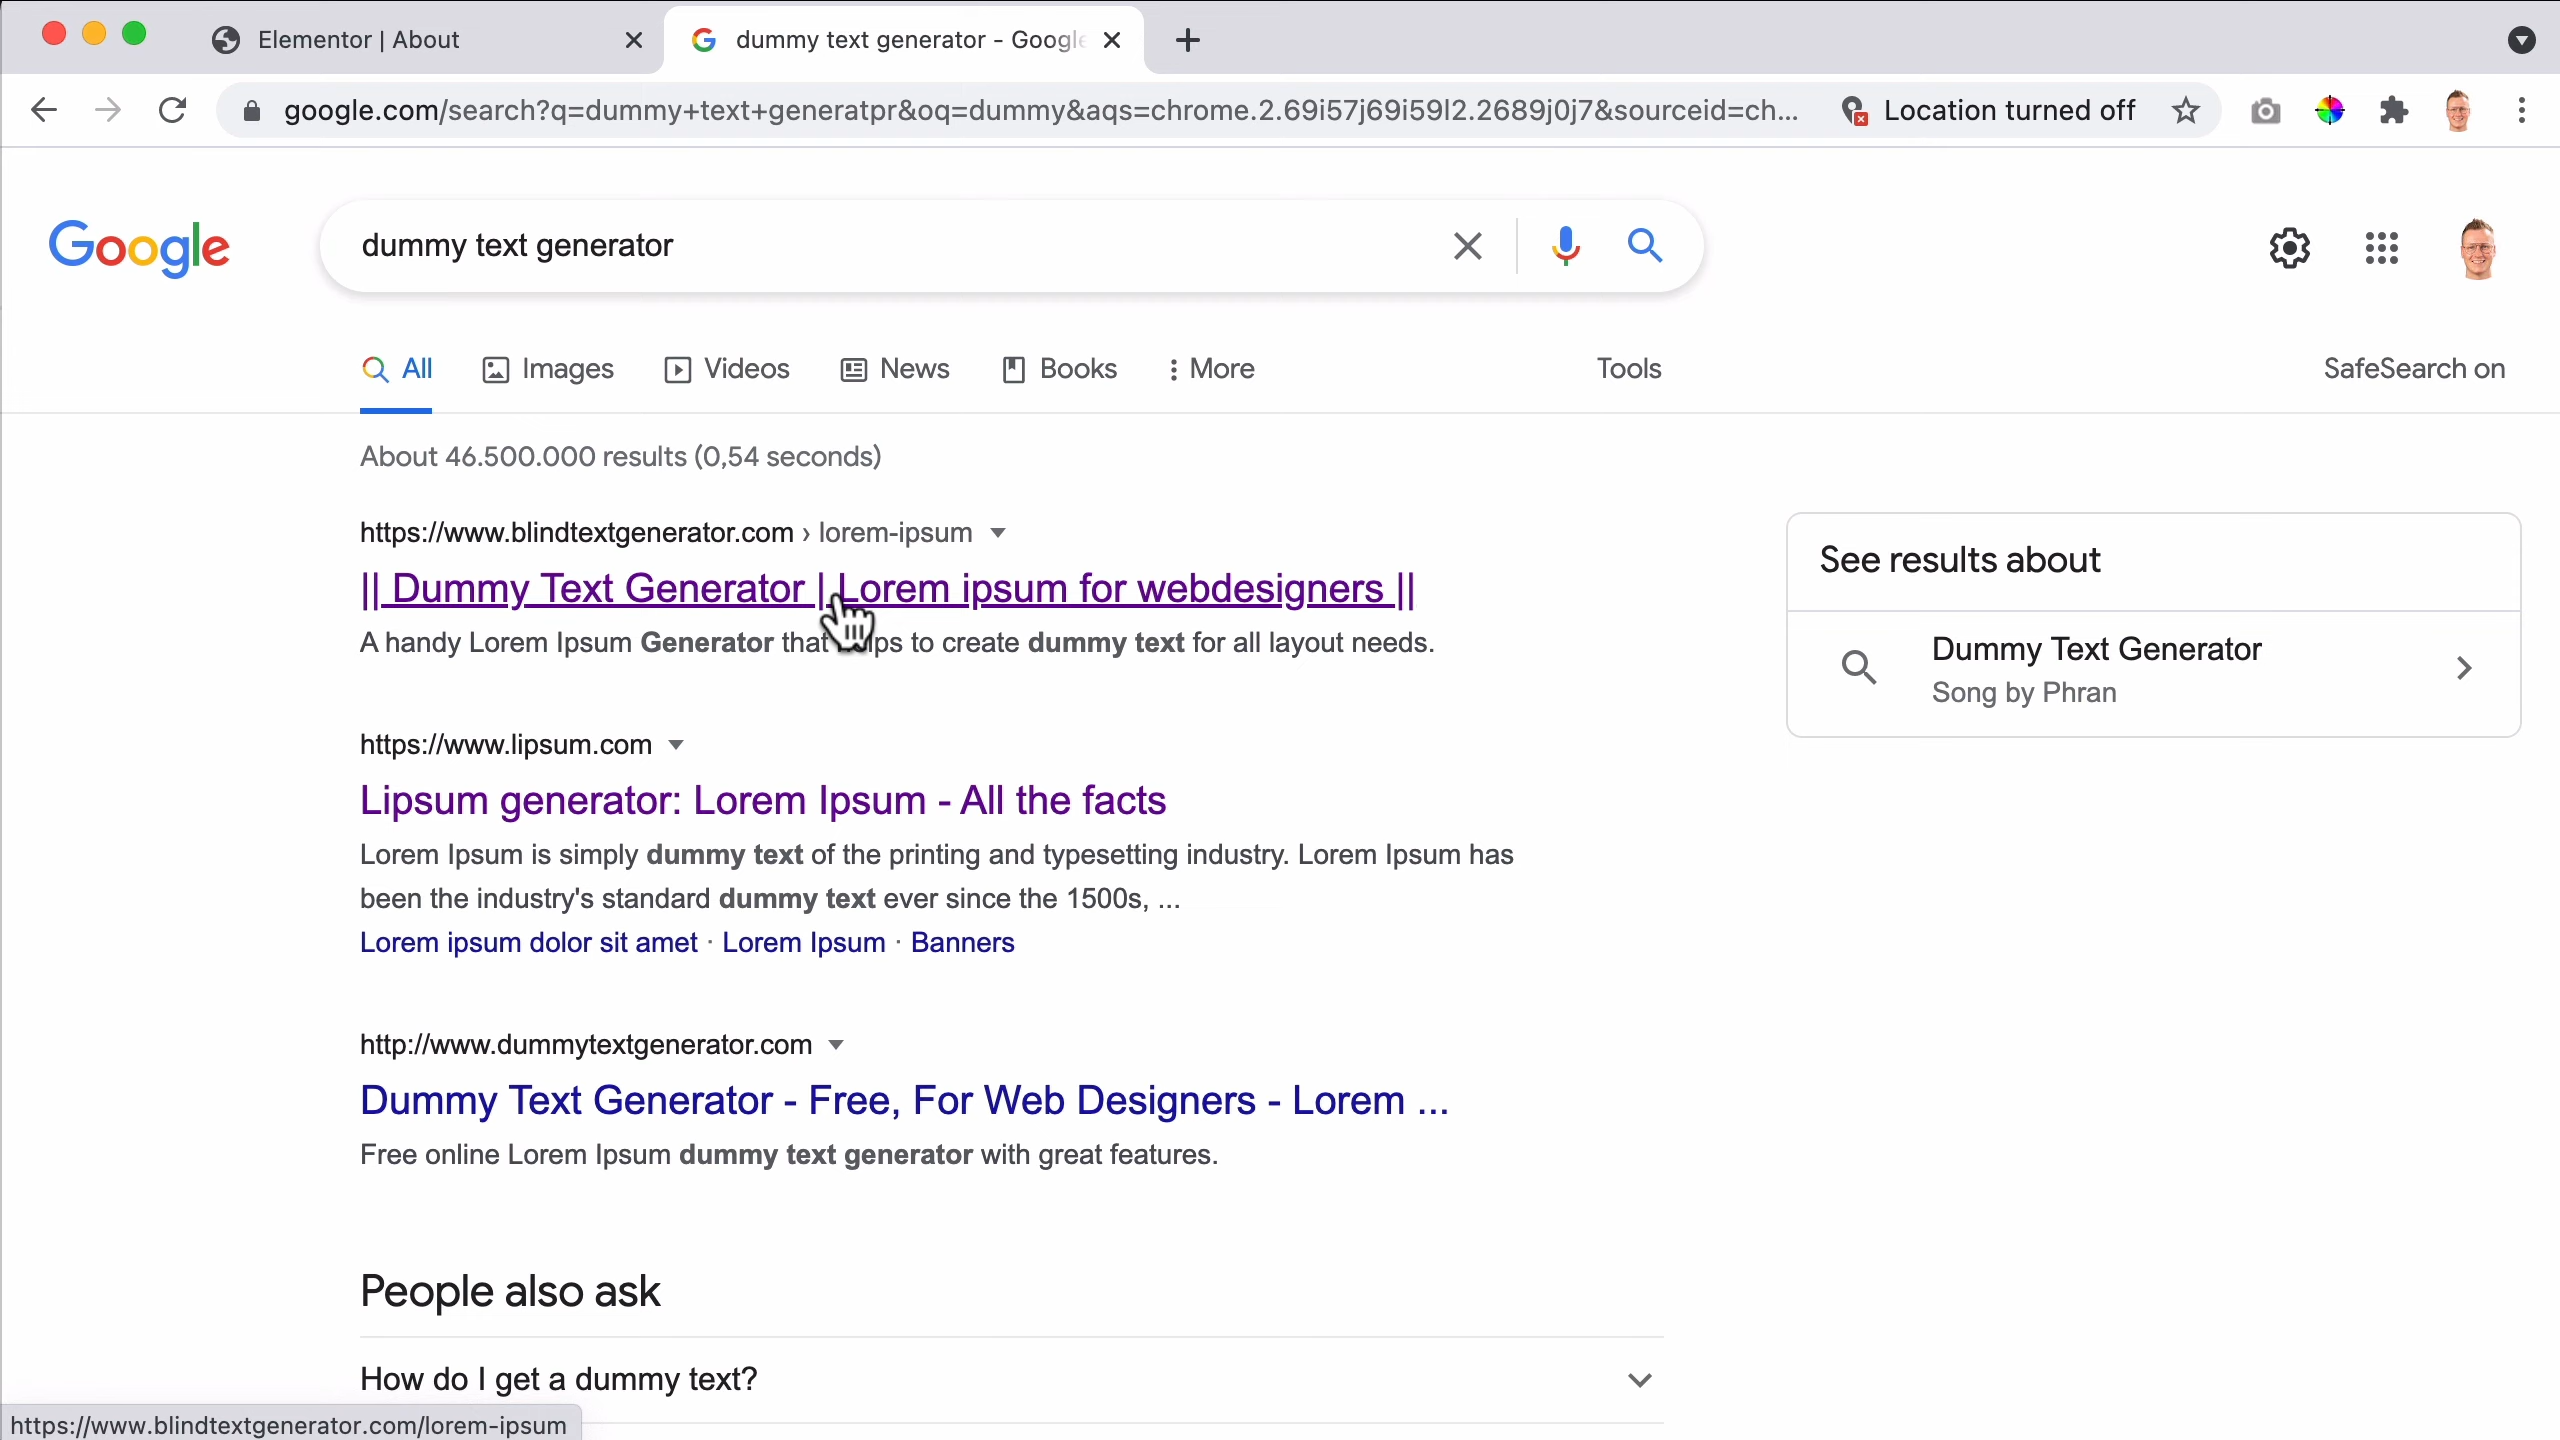 Elementor | About
dummy text generator - Google
google.com/search?q=dummy+text+generatpr&oq=dummy&aqs=chrome.2.69i57j69i59l2.2689j0j7&sourceid=ch...
Location turned off
Google
dummy text generator
All
Images
Videos
News
Books
More
Tools
SafeSearch on
About 46.500.000 results (0,54 seconds)
https://www.blindtextgenerator.com › lorem-ipsum
|| Dummy Text Generator | Lorem ipsum for webdesigners ||
A handy Lorem Ipsum Generator that to create dummy text for all layout needs.
https://www.lipsum.com
Lipsum generator: Lorem Ipsum - All the facts
Lorem Ipsum is simply dummy text of the printing and typesetting industry. Lorem Ipsum has
been the industry's standard dummy text ever since the 1500s, ...
Lorem ipsum dolor sit amet · Lorem Ipsum · Banners
http://www.dummytextgenerator.com
Dummy Text Generator - Free, For Web Designers - Lorem ...
Free online Lorem Ipsum dummy text generator with great features.
People also ask
How do I get a dummy text?
https://www.blindtextgenerator.com/lorem-ipsum
See results about
Dummy Text Generator
Song by Phran